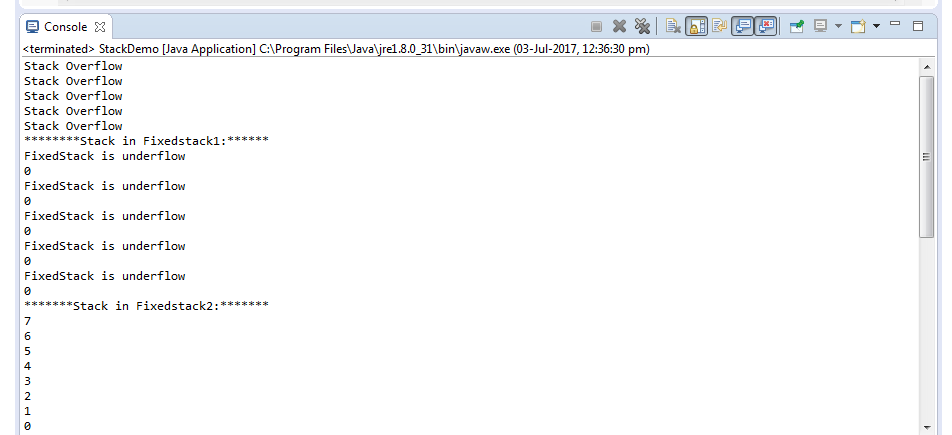 Console
<terminated> StackDemo [Java Application] C:\Program Files\Java\jre1.8.0_31\bin\javaw.exe (03-Jul-2017, 12:36:30 pm)
Stack Overflow
Stack Overflow
Stack Overflow
Stack Overflow
Stack Overflow
********Stack in Fixedstack1:******
FixedStack is underflow
0
FixedStack is underflow
0
FixedStack is underflow
0
FixedStack is underflow
0
FixedStack is underflow
0
*******Stack in Fixedstack2:*******
7
6
5
4
3
2
1
0